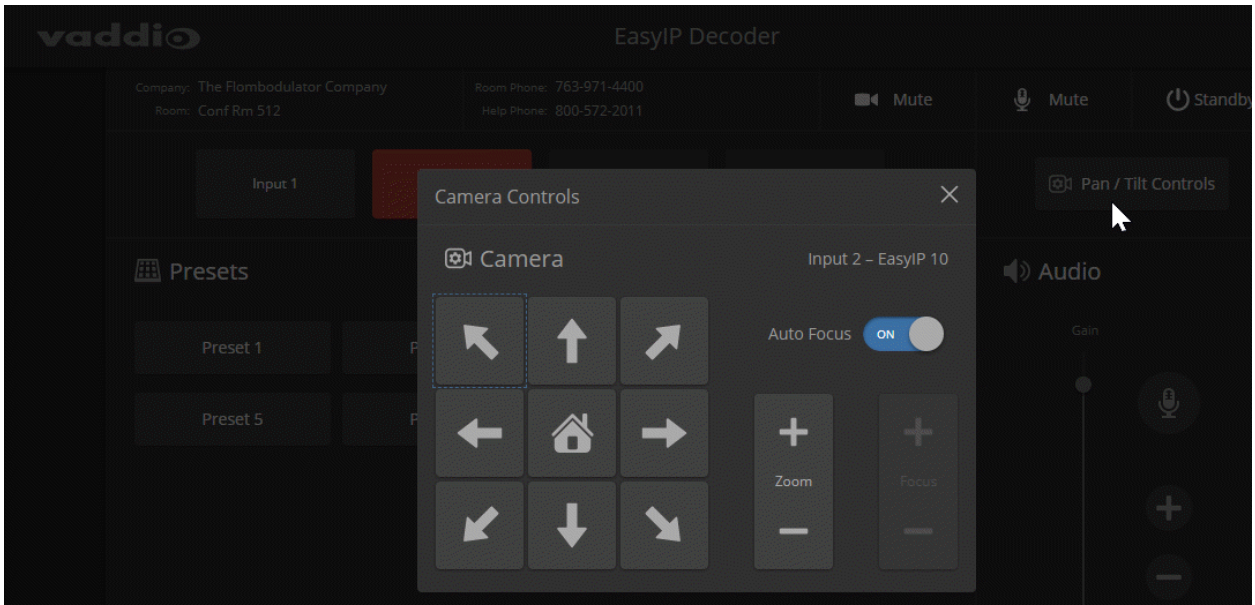 vaddio
EasyIP Decoder
Company: The Flombodulator Company
Room: Conf Rm 512
Room Phone: 763-971-4400
Help Phone: 800-572-2011
Mute
Mute
Standby
Input 1
Pan / Tilt Controls
Camera Controls
Camera
Input 2 – EasyIP 10
Presets
Audio
Auto Focus
ON
Gain
Preset 1
P
Preset 5
P
Zoom
Focus